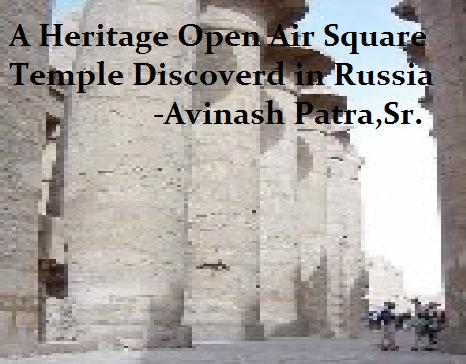 A Heritage Open Air Square
Temple Discoverd in Russia
-Avinash Patra,Sr.